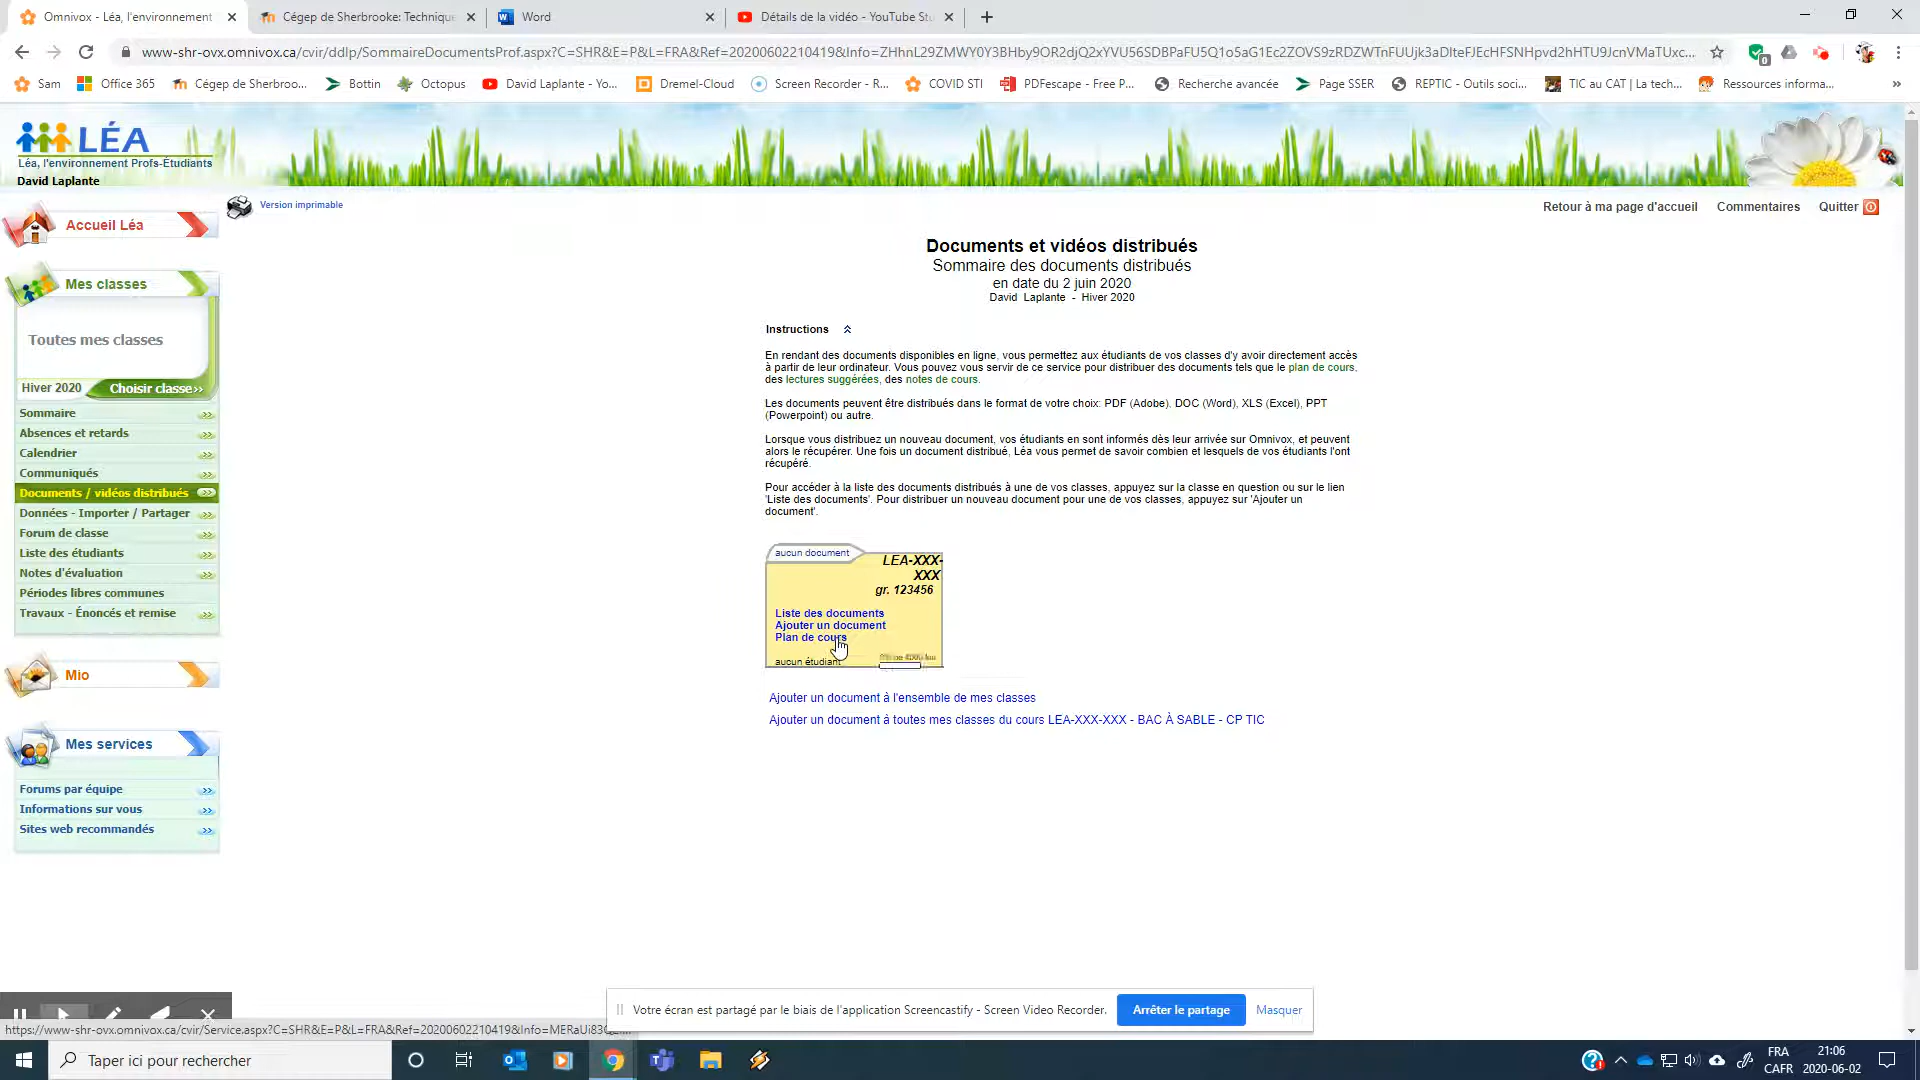 Omnivox - Léa, l'environnement
Cégep de Sherbrooke: Technique
Word
Détails de la vidéo - YouTube Stu
www-shr-ovx.omnivox.ca/cvir/ddlp/SommaireDocumentsProf.aspx?C=SHR&E=P&L=FRA&Ref=20200602210419&Info=
Sam
Office 365
Cégep de Sherbroo...
Bottin
Octopus
David Laplante - Yo...
Dremel-Cloud
Screen Recorder - R...
COVID STI
PDFescape - Free P...
Recherche avancée
Page SSER
REPTIC - Outils soci...
TIC au CAT | La tech...
Ressources informa...
»
LÉA
Léa, l'environnement Profs-Étudiants
David Laplante
Version imprimable
Retour à ma page d'accueil
Commentaires
Quitter
Accueil Léa
Mes classes
Toutes mes classes
Hiver 2020
Choisir classe>>
Sommaire
Absences et retards
Calendrier
Communiqués
Documents / vidéos distribués
Données - Importer / Partager
Forum de classe
Liste des étudiants
Notes d'évaluation
Périodes libres communes
Travaux - Énoncés et remise
Mio
Mes services
Forums par équipe
Informations sur vous
Sites web recommandés
Documents et vidéos distribués
Sommaire des documents distribués
en date du 2 juin 2020
David Laplante - Hiver 2020
Instructions
En rendant des documents disponibles en ligne, vous permettez aux étudiants de vos classes d'y avoir directement accès
à partir de leur ordinateur. Vous pouvez vous servir de ce service pour distribuer des documents tels que le plan de cours,
des lectures suggérées, des notes de cours.
Les documents peuvent être distribués dans le format de votre choix: PDF (Adobe), DOC (Word), XLS (Excel), PPT
(Powerpoint) ou autre.
Lorsque vous distribuez un nouveau document, vos étudiants en sont informés dès leur arrivée sur Omnivox, et peuvent
alors le récupérer. Une fois un document distribué, Léa vous permet de savoir combien et lesquels de vos étudiants l'ont
récupéré.
Pour accéder à la liste des documents distribués à une de vos classes, appuyez sur la classe en question ou sur le lien
'Liste des documents'. Pour distribuer un nouveau document pour une de vos classes, appuyez sur 'Ajouter un
document'.
aucun document
LEA-XXX-
XXX
gr. 123456
Liste des documents
Ajouter un document
Plan de cours
aucun étudiant
Ajouter un document à l'ensemble de mes classes
Ajouter un document à toutes mes classes du cours LEA-XXX-XXX - BAC À SABLE - CP TIC
Votre écran est partagé par le biais de l'application Screencastify - Screen Video Recorder.
Arrêter le partage
Masquer
https://www-shr-ovx.omnivox.ca/cvir/Service.aspx?C=SHR&E=P&L=FRA&Ref=20200602210419&Info=
Taper ici pour rechercher
FRA
CAFR
21:06
2020-06-02